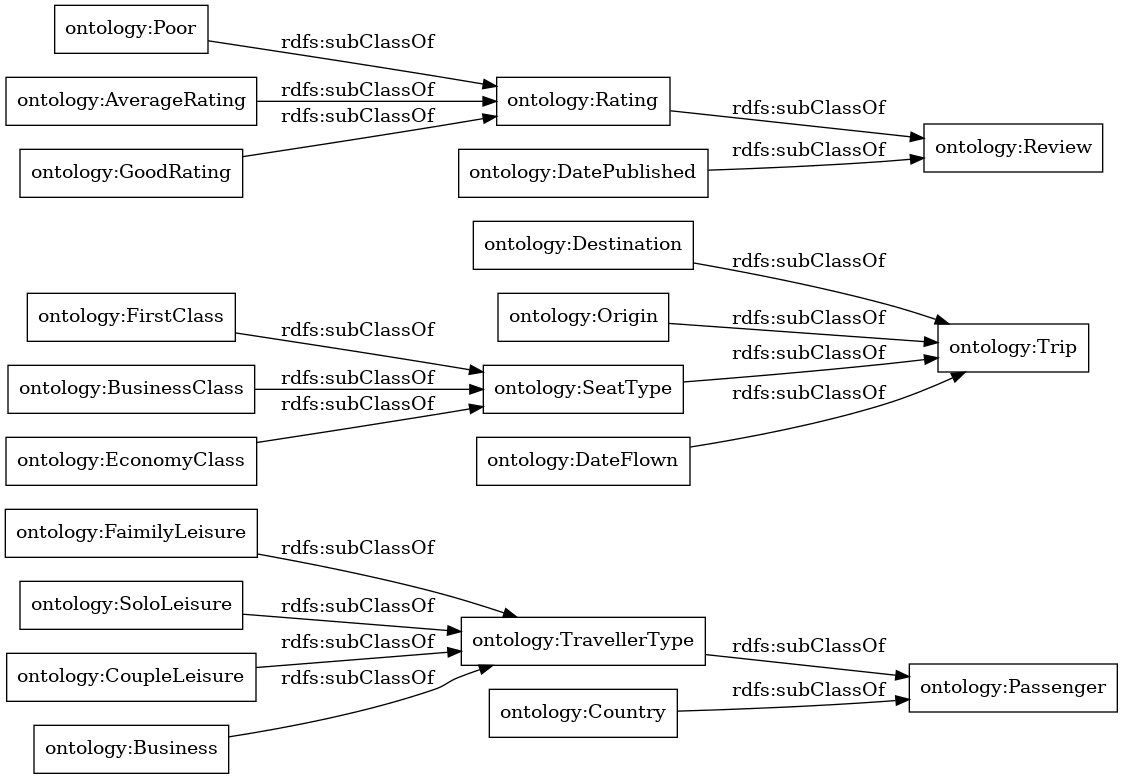 ontology:Poor
rdfs:subClassOf
ontology:AverageRating
rdfs:subClassOf
ontology:Rating
rdfs:subClassOf
rdfs:subClassOf
ontology:GoodRating
ontology:DatePublished
rdfs:subClassOf
ontology:Review
ontology:Destination
rdfs:subClassOf
ontology:FirstClass
rdfs:subClassOf
ontology:Origin
rdfs:subClassOf
ontology:Trip
ontology:BusinessClass
rdfs:subClassOf
ontology:SeatType
rdfs:subClassOf
rdfs:subClassOf
rdfs:subClassOf
ontology:EconomyClass
ontology:DateFlown
ontology:FaimilyLeisure
rdfs:subClassOf
ontology:SoloLeisure
rdfs:subClassOf
ontology:TravellerType
rdfs:subClassOf
rdfs:subClassOf
ontology:CoupleLeisure
rdfs:subClassOf
ontology:Country
rdfs:subClassOf
ontology:Passenger
ontology:Business